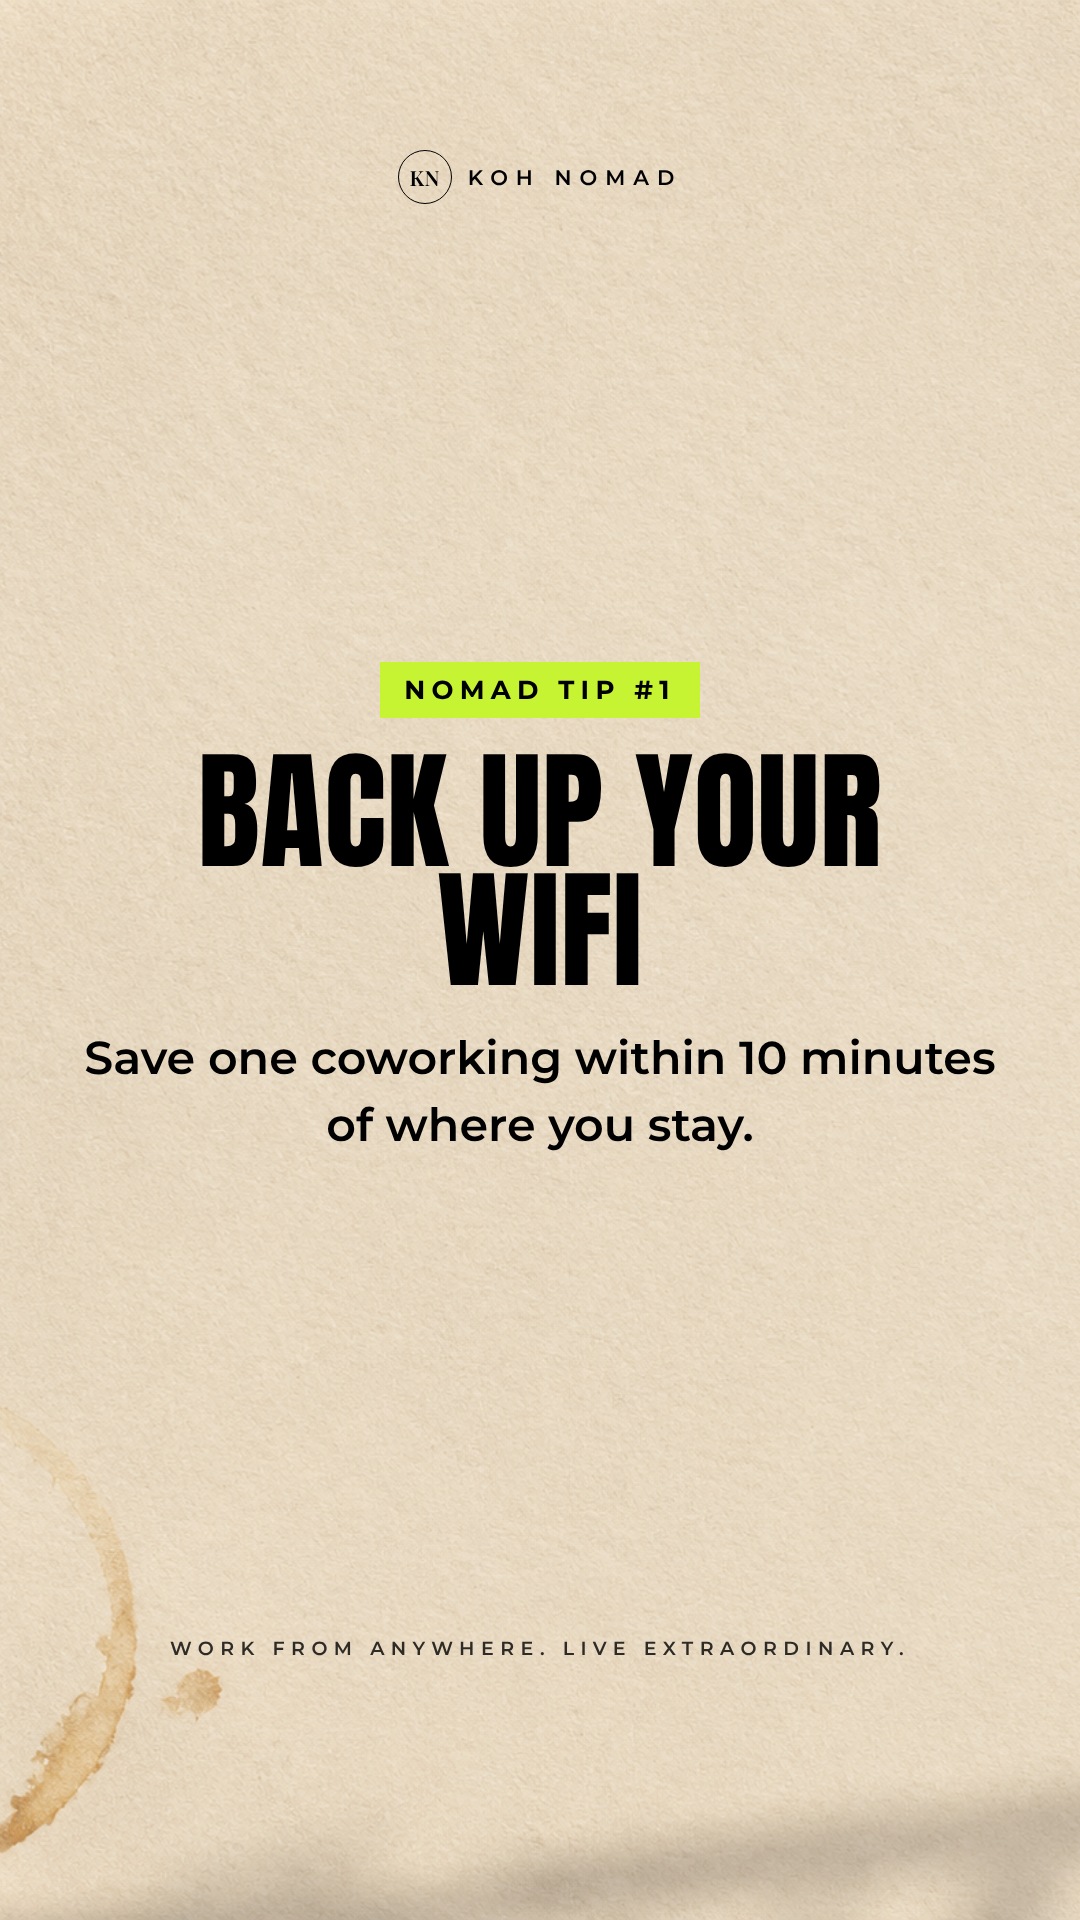 KN KOH NOMAD
NOMAD TIP #1
BACK UP YOUR
WIFI
Save one coworking within 10 minutes
of where you stay.
WORK FROM ANYWHERE. LIVE EXTRAORDINARY.